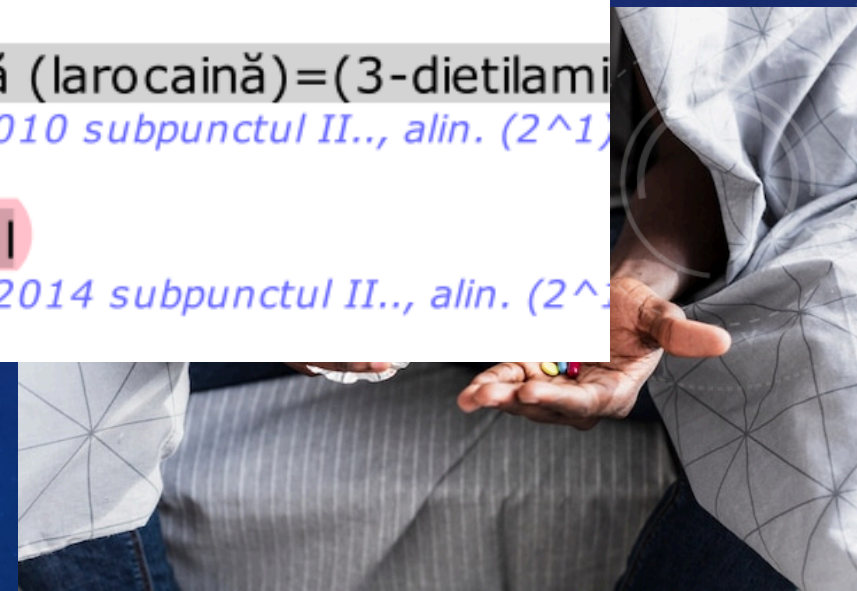 ă (larocaină)=(3-dietilami
010 subpunctul II.., alin. (2^1)
l
2014 subpunctul II.., alin. (2^1